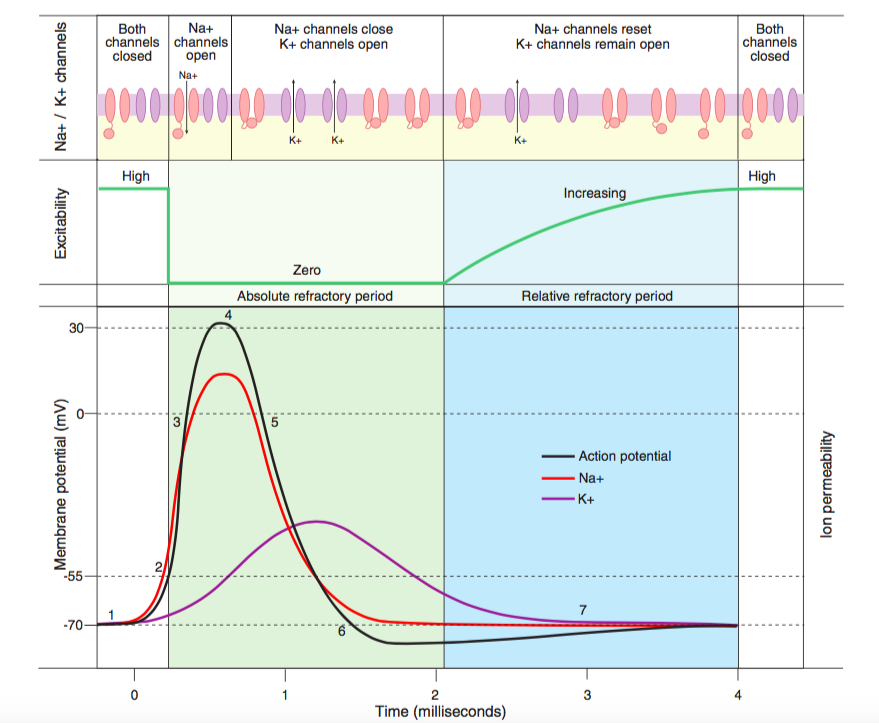 Na+ / K+ channels
Both
channels
closed
Na+
channels
open
Na+ channels close
K+ channels open
Na+ channels reset
K+ channels remain open
Both
channels
closed
Na+
K+
K+
K+
Excitability
High
Zero
Increasing
High
Absolute refractory period
Relative refractory period
Membrane potential (mV)
30
0
-55
-70
1
2
3
4
5
6
7
Action potential
Na+
K+
Ion permeability
0
1
2
3
4
Time (milliseconds)